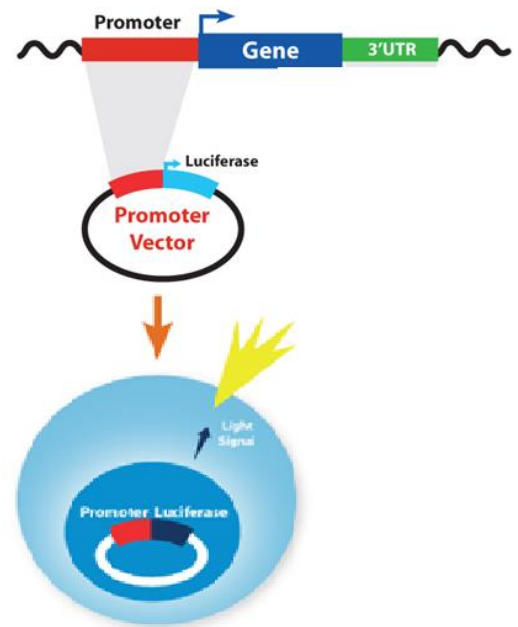 Promoter
Gene
3'UTR
Luciferase
Promoter
Vector
Light
Signal
Promoter Luciferase